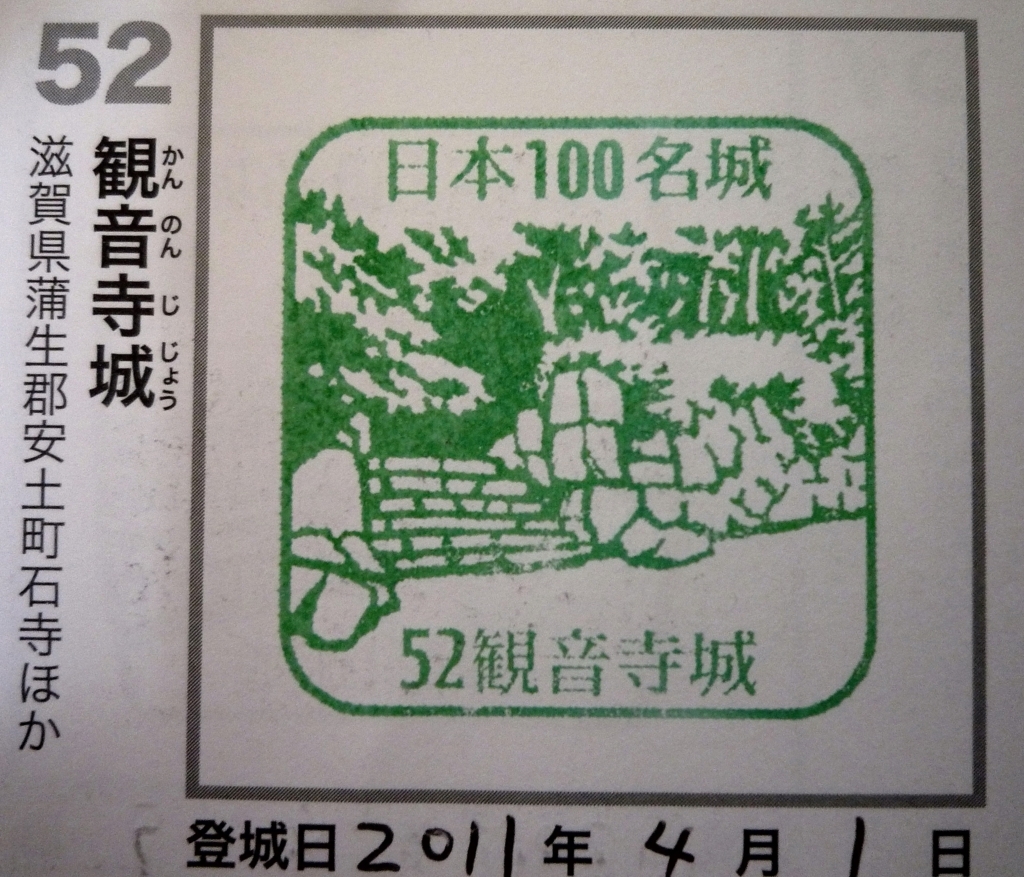 52
観音寺城
かんのんじじょう
滋賀県蒲生郡安土町石寺ほか
日本100名城
52観音寺城
登城日2011年4月1日